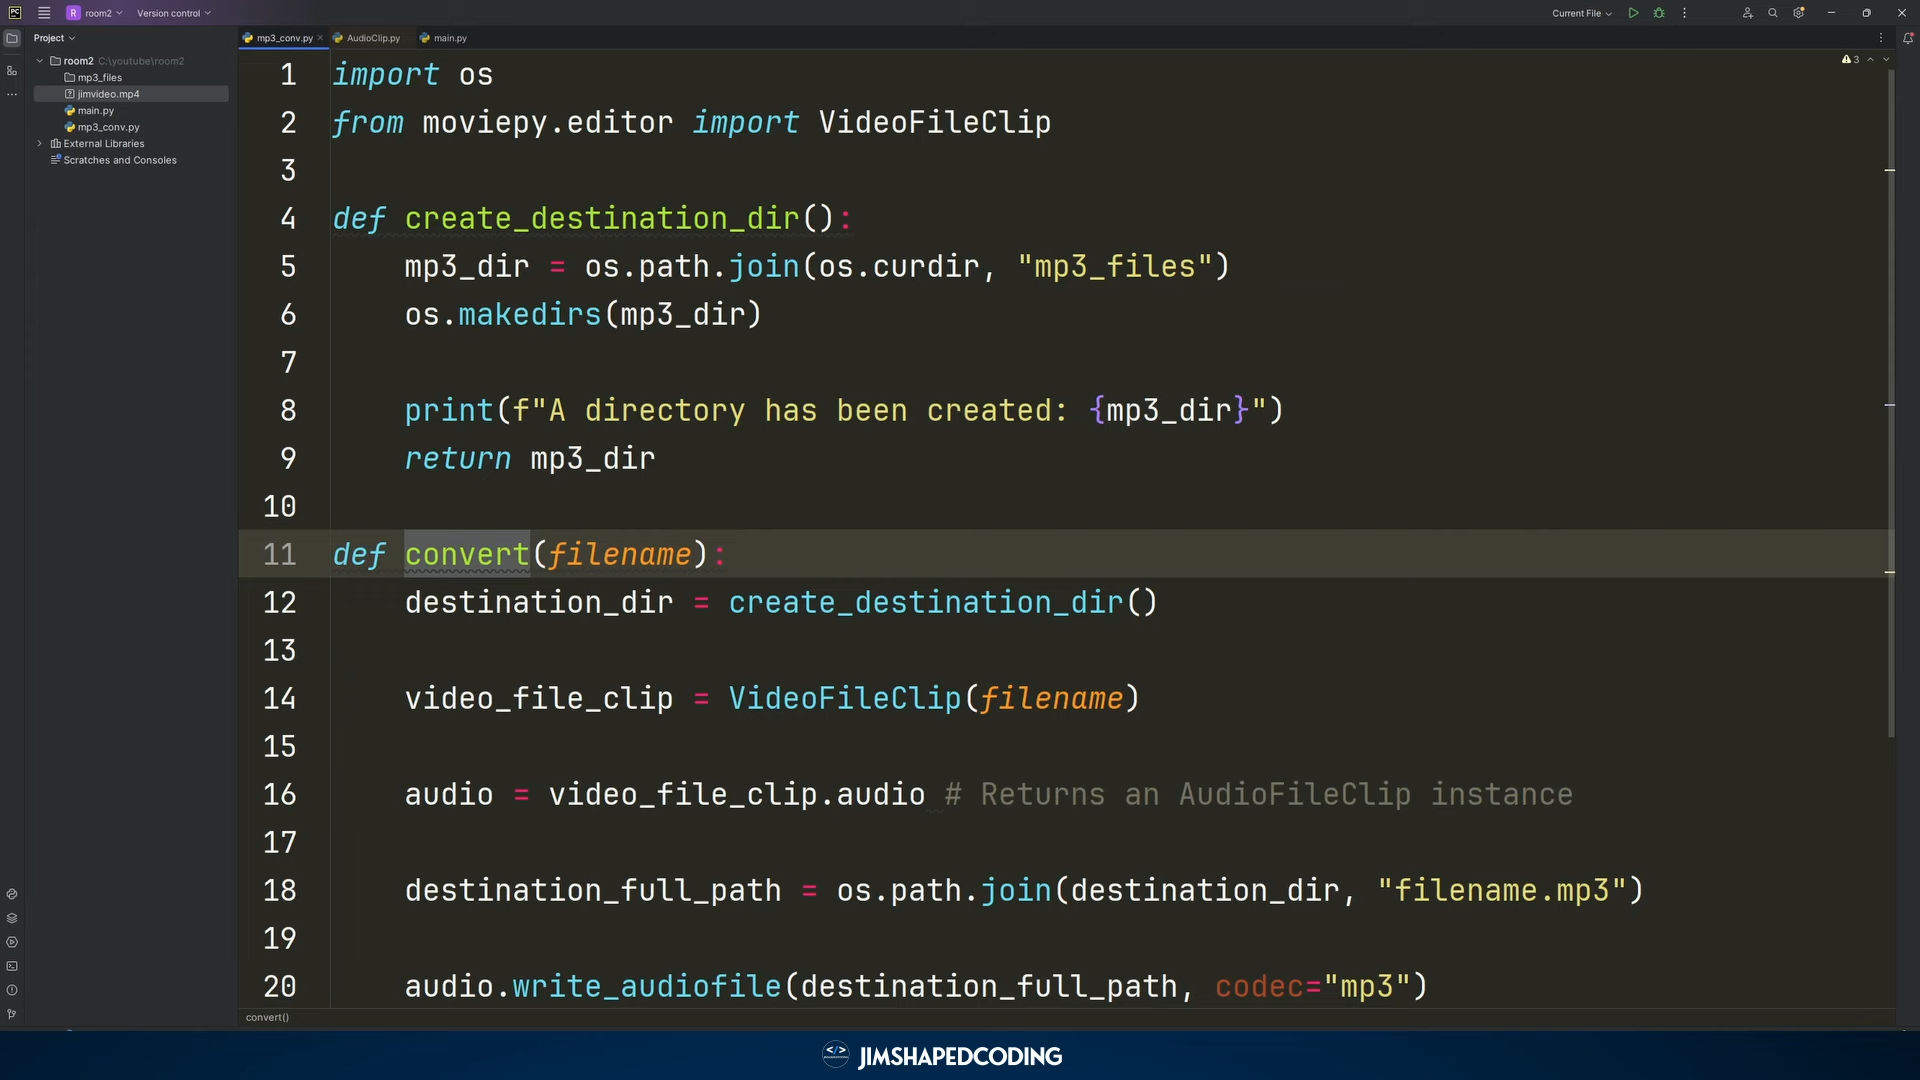 PC
R room2
Version control
Current File
Project
mp3_conv.py
AudioClip.py
main.py
room2 C:\youtube\room2
mp3_files
jimvideo.mp4
main.py
mp3_conv.py
External Libraries
Scratches and Consoles
3
1 import os
2 from moviepy.editor import VideoFileClip
3
4 def create_destination_dir():
5 mp3_dir = os.path.join(os.curdir, "mp3_files")
6 os.makedirs(mp3_dir)
7
8 print(f"A directory has been created: {mp3_dir}")
9 return mp3_dir
10
11 def convert(filename):
12 destination_dir = create_destination_dir()
13
14 video_file_clip = VideoFileClip(filename)
15
16 audio = video_file_clip.audio # Returns an AudioFileClip instance
17
18 destination_full_path = os.path.join(destination_dir, "filename.mp3")
19
20 audio.write_audiofile(destination_full_path, codec="mp3")
convert()
</> JIMSHAPEDCODING